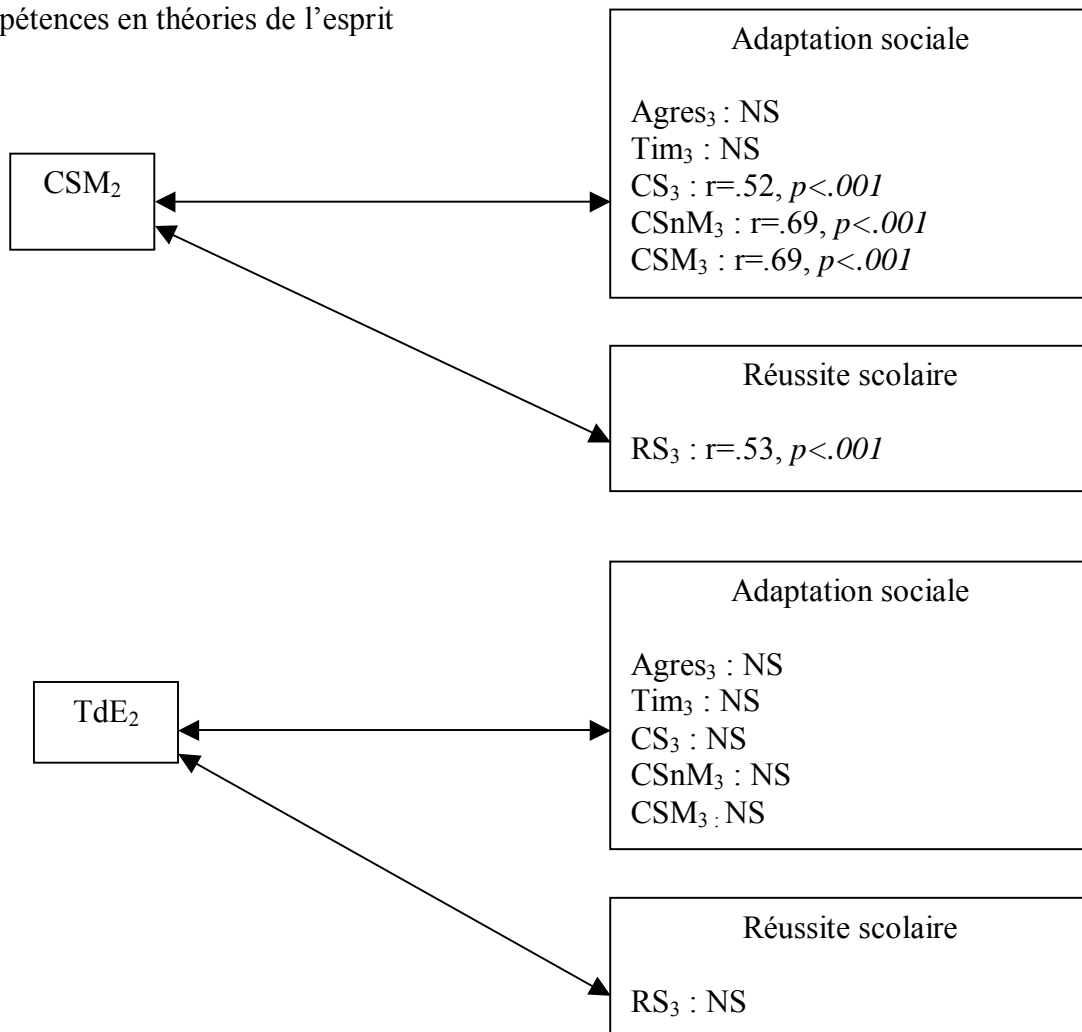 pétences en théories de l'esprit
Adaptation sociale
Agres₃ : NS
Tim₃ : NS
CS₃ : r=.52, p<.001
CSnM₃ : r=.69, p<.001
CSM₃ : r=.69, p<.001
CSM₂
Réussite scolaire
RS₃ : r=.53, p<.001
Adaptation sociale
Agres₃ : NS
Tim₃ : NS
CS₃ : NS
CSnM₃ : NS
CSM₃ : NS
TdE₂
Réussite scolaire
RS₃ : NS